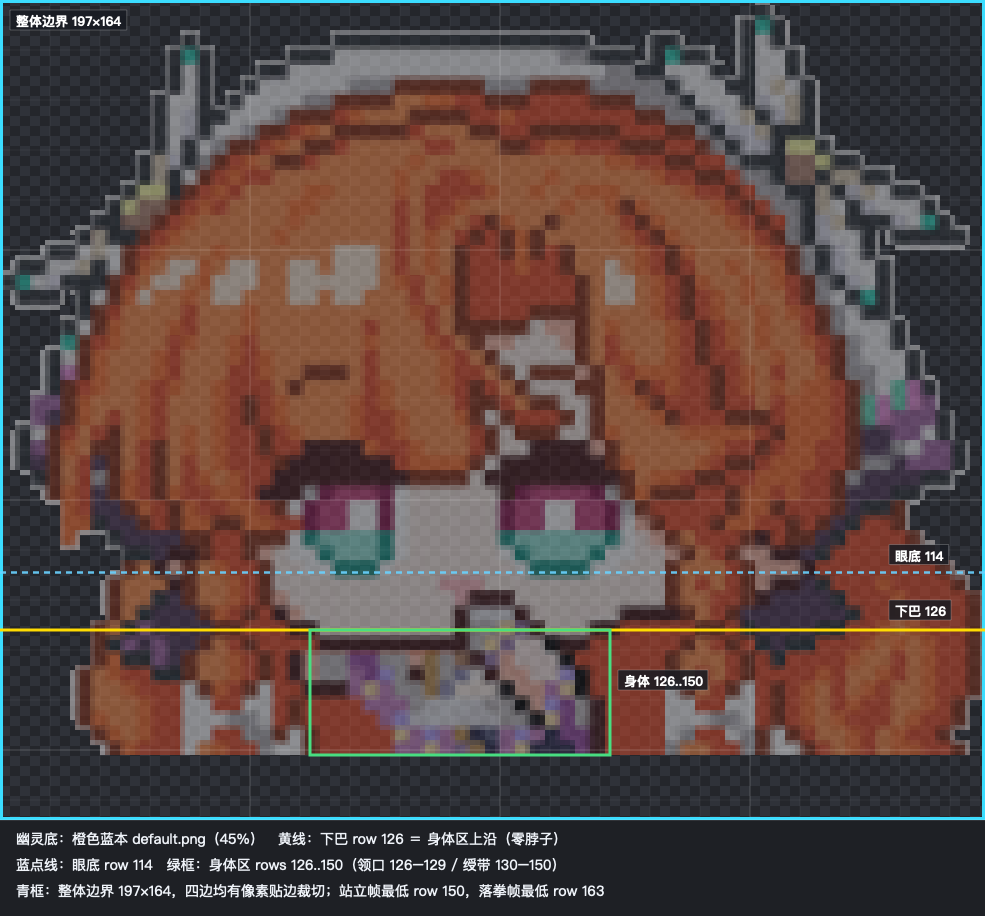 整体边界 197×164
眼底 114
下巴 126
身体 126..150
幽灵底：橙色蓝本 default.png（45%） 黄线：下巴 row 126 ＝ 身体区上沿（零脖子）
蓝点线：眼底 row 114 绿框：身体区 rows 126..150（领口 126—129 / 绶带 130—150）
青框：整体边界 197×164，四边均有像素贴边裁切；站立帧最低 row 150，落拳帧最低 row 163